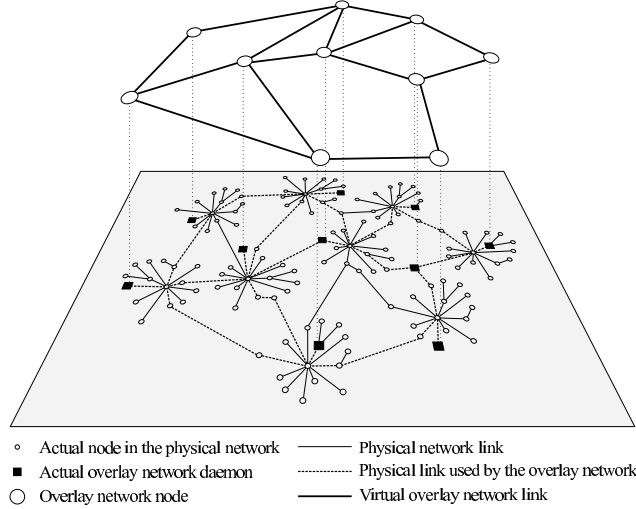 Actual node in the physical network
Physical network link
Actual overlay network daemon
Physical link used by the overlay network
Overlay network node
Virtual overlay network link